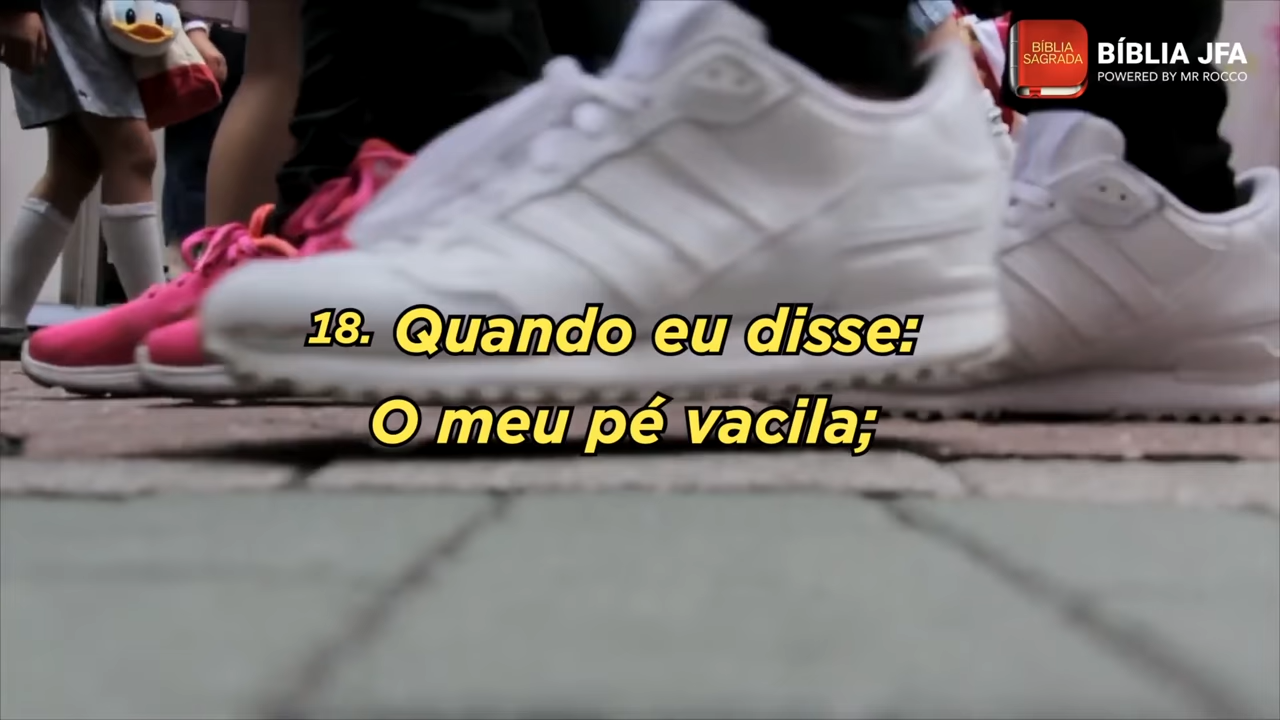 BÍBLIA
SAGRADA
BÍBLIA JFA
POWERED BY MR ROCCO
18. Quando eu disse:
O meu pé vacila;